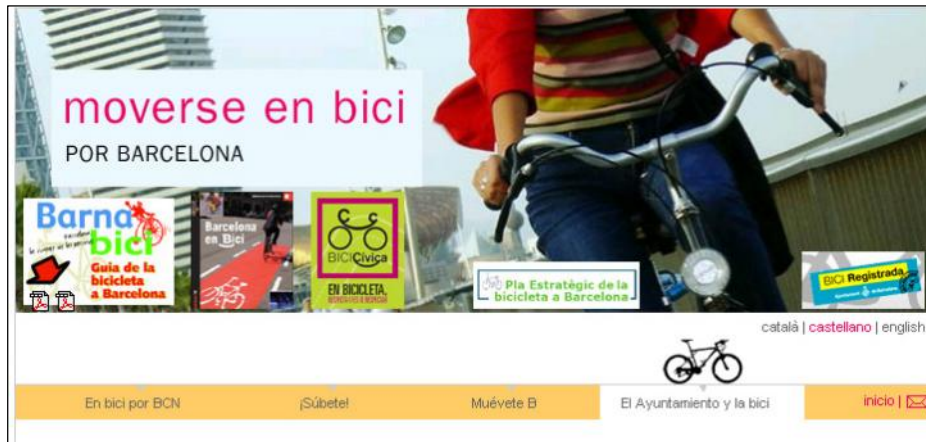 moverse en bici
POR BARCELONA
Barna
bici
Guia de la
bicicleta
a Barcelona
Barcelona
en Bici
BICICívica
EN BICICLETA,
Pla Estratègic de la
bicicleta a Barcelona
BICI Registrada
català | castellano | english
En bici por BCN
¡Súbete!
Muévete B
El Ayuntamiento y la bici
inicio |